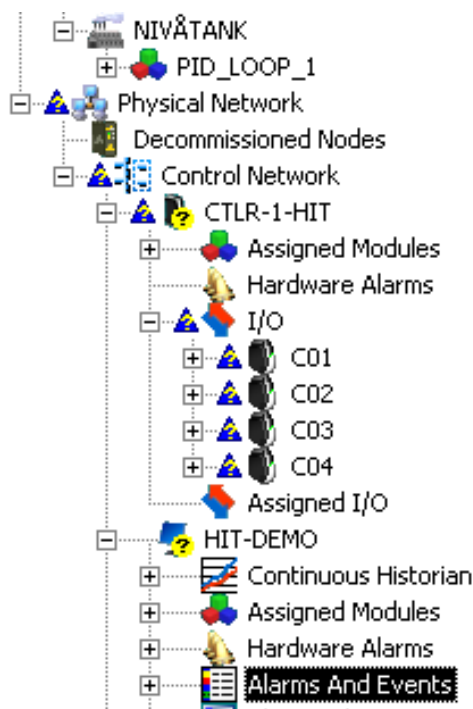 NIVÅTANK
PID_LOOP_1
Physical Network
Decommissioned Nodes
Control Network
CTLR-1-HIT
Assigned Modules
Hardware Alarms
I/O
C01
C02
C03
C04
Assigned I/O
HIT-DEMO
Continuous Historian
Assigned Modules
Hardware Alarms
Alarms And Events